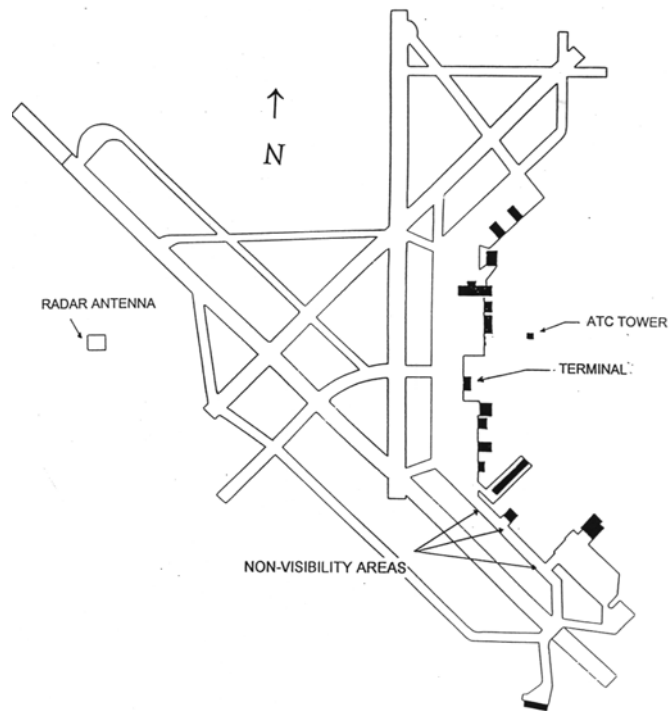 N
RADAR ANTENNA
ATC TOWER
TERMINAL
NON-VISIBILITY AREAS